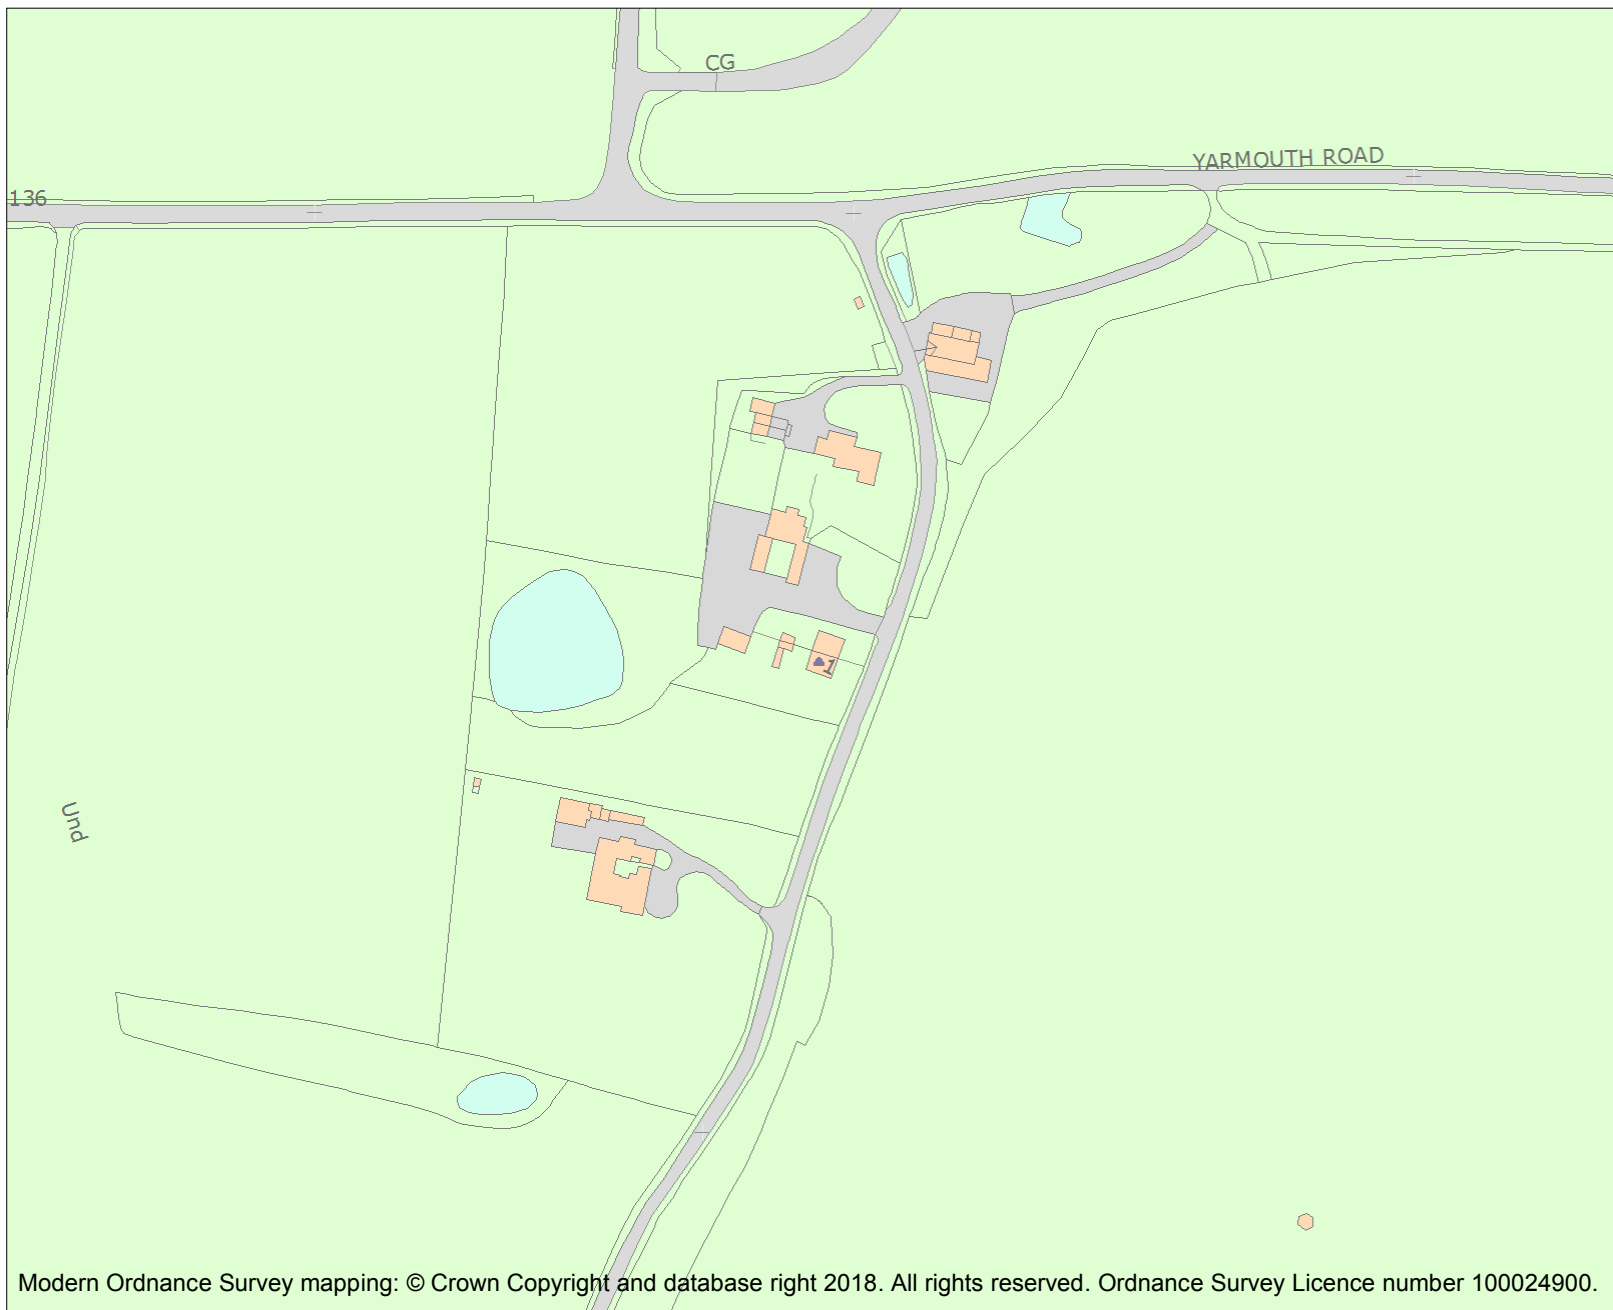 CG
YARMOUTH ROAD
136
1
Und
Modern Ordnance Survey mapping: © Crown Copyright and database right 2018. All rights reserved. Ordnance Survey Licence number 100024900.